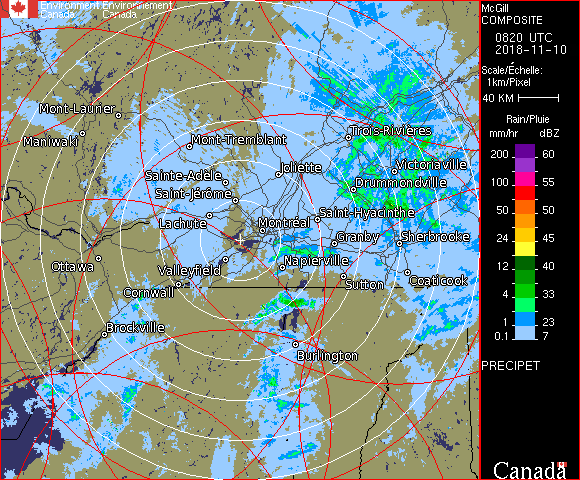 Environment Environnement
Canada Canada
McGill
COMPOSITE
0820 UTC
2018-11-10
Scale/Échelle:
1km/Pixel
40 KM
Rain/Pluie
mm/hr dBZ
200 60
100 55
50 50
24 45
12 40
4 33
1 23
0.1 7
PRECIPET
Canada
Mont-Laurier
Maniwaki
Mont-Tremblant
Trois-Rivières
Joliette
Victoriaville
Sainte-Adèle
Drummondville
Saint-Jérôme
Saint-Hyacinthe
Lachute
Montréal
Granby
Sherbrooke
Ottawa
Valleyfield
Napierville
Sutton
Coaticook
Cornwall
Brockville
Burlington